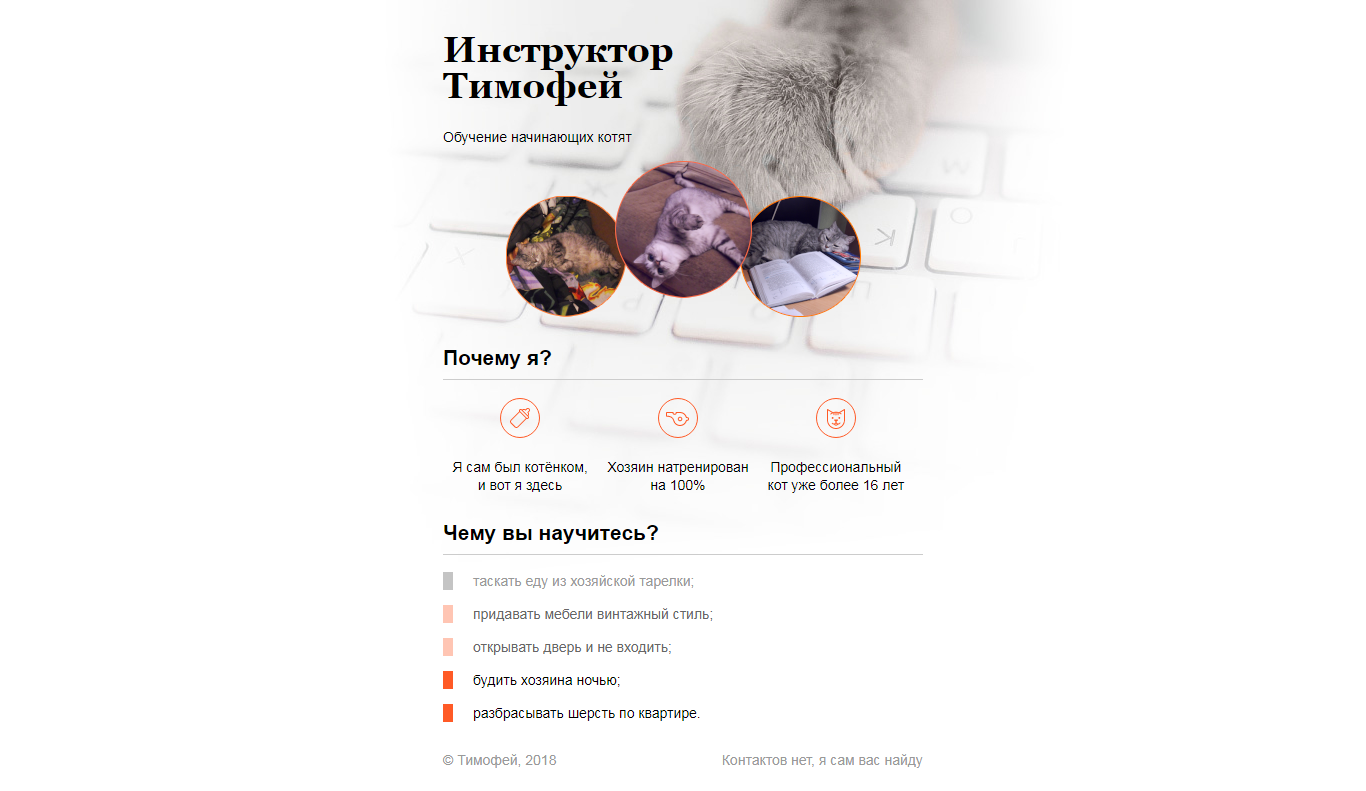 Инструктор
Тимофей
Обучение начинающих котят
Почему я?
Я сам был котёнком,
и вот я здесь
Хозяин натренирован
на 100%
Профессиональный
кот уже более 16 лет
Чему вы научитесь?
таскать еду из хозяйской тарелки;
придавать мебели винтажный стиль;
открывать дверь и не входить;
будить хозяина ночью;
разбрасывать шерсть по квартире.
© Тимофей, 2018
Контактов нет, я сам вас найду